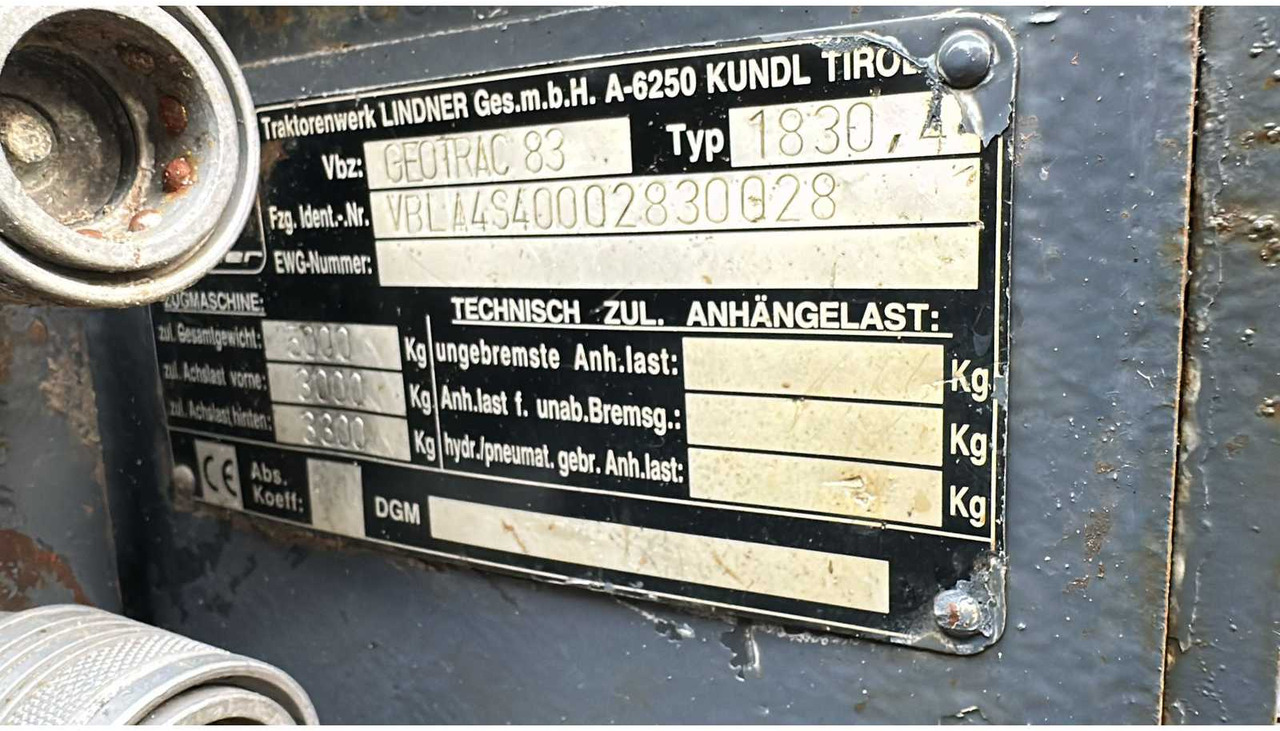 Traktorenwerk LINDNER Ges.m.b.H. A-6250 KUNDL TIROL
Vbz: GEOTRAC 83 Typ 1830,4
Fzg. Ident.-.Nr. VBLA4S40002830028
EWG-Nummer:
ZUGMASCHINE:
zul. Gesamtgewicht: Kg
zul. Achslast vorne: 3000 Kg
zul. Achslast hinten: 3300 Kg
TECHNISCH ZUL. ANHÄNGELAST:
ungebremste Anh.last: Kg
Anh.last f. unab.Bremsg.: Kg
hydr./pneumat. gebr. Anh.last: Kg
CE
Abs. Koeff:
DGM